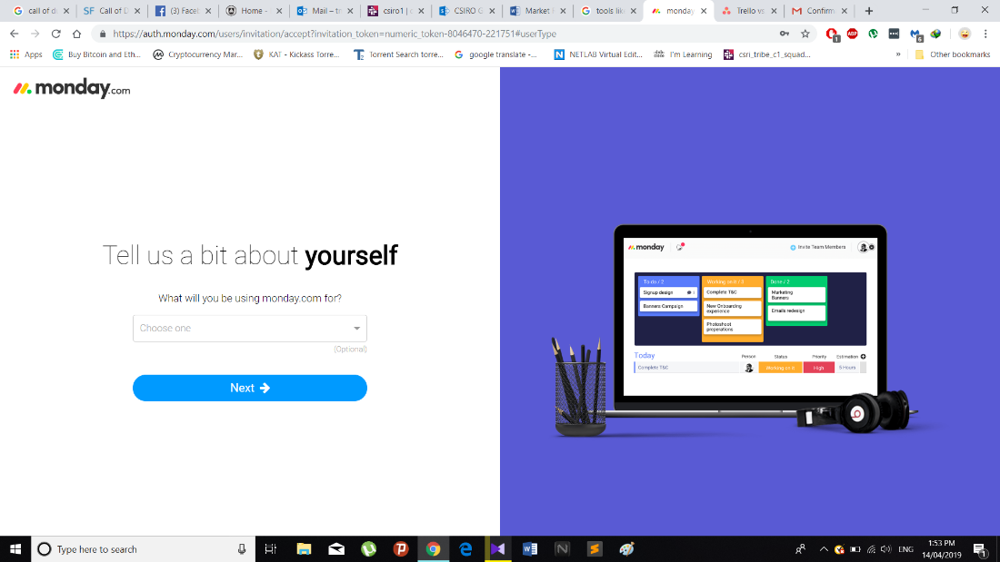 call of d
Call of D
(3) Faceb
Home -
Mail – tr
csiro1 | c
CSIRO G
Market
tools lik
monday
Trello vs
Confirm
https://auth.monday.com/users/invitation/accept?invitation_token=numeric_token-8046470-221751#userType
1
ABP
6
Apps
Buy Bitcoin and Eth...
Cryptocurrency Mar...
KAT - Kickass Torre...
Torrent Search torre...
google translate -...
NETLAB Virtual Edit...
I'm Learning
csri_tribe_c1_squad...
»
Other bookmarks
monday.com
Tell us a bit about yourself
What will you be using monday.com for?
Choose one
(Optional)
Next
monday
Invite Team Members
To do / 2
Signup design
Banners Campaign
Working on it / 3
Complete T&C
New Onboarding
experience
Photoshoot
preperations
Done / 2
Marketing
Banners
Emails redesign
Today
Person
Status
Priority
Estimation
Complete T&C
Working on it
High
5 Hours
Type here to search
ENG
1:53 PM
14/04/2019
1